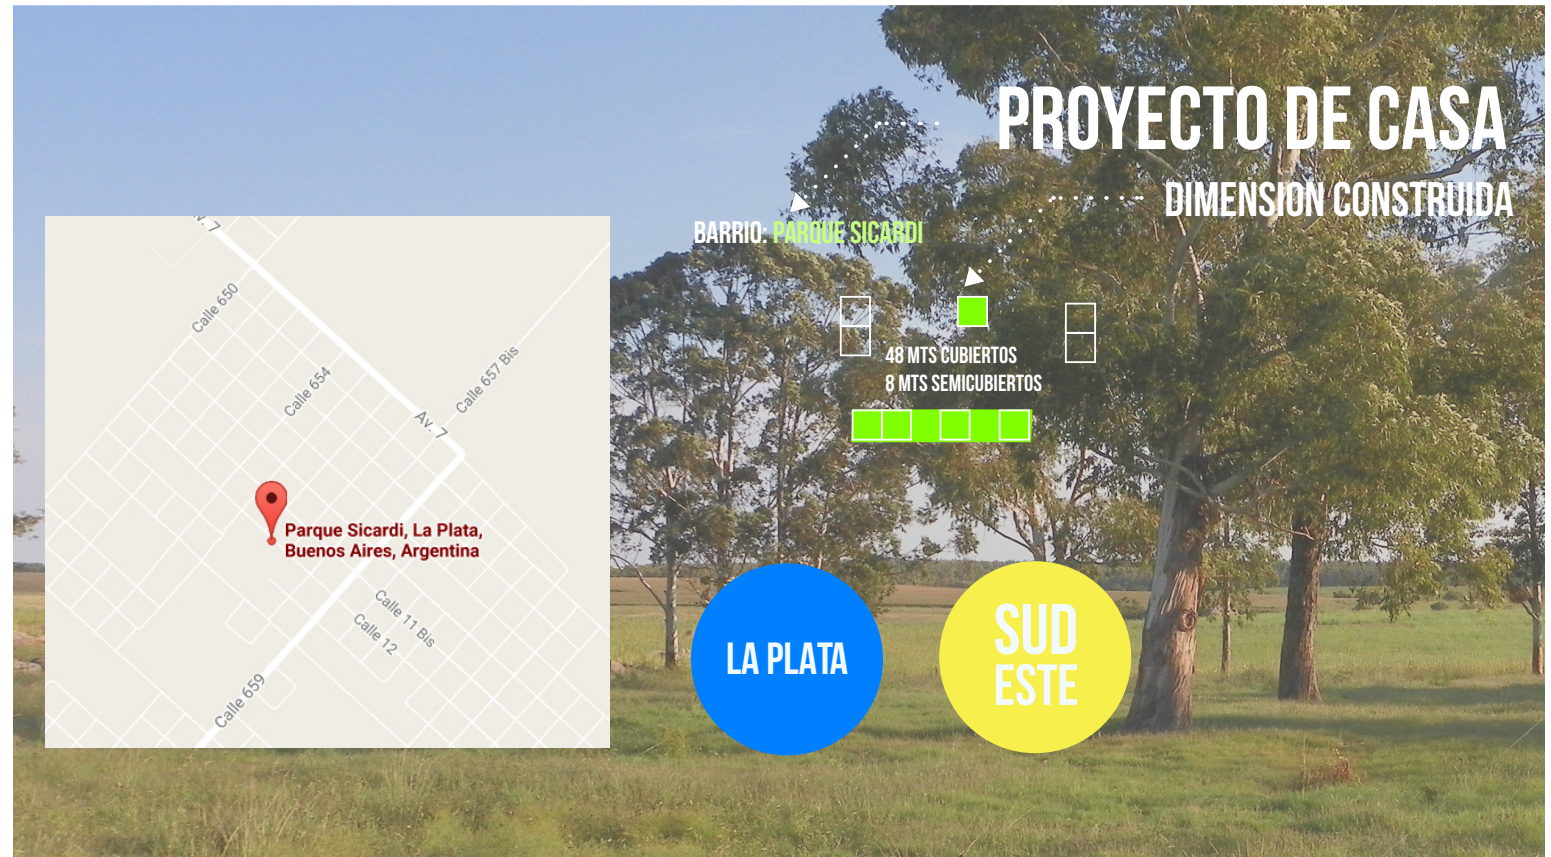 PROYECTO DE CASA
DIMENSION CONSTRUIDA
BARRIO: PARQUE SICARDI
48 MTS CUBIERTOS
8 MTS SEMICUBIERTOS
Av. 7
Calle 650
Calle 654
Calle 657 Bis
Av. 7
Parque Sicardi, La Plata,
Buenos Aires, Argentina
Calle 11 Bis
Calle 12
Calle 659
LA PLATA
SUD
ESTE